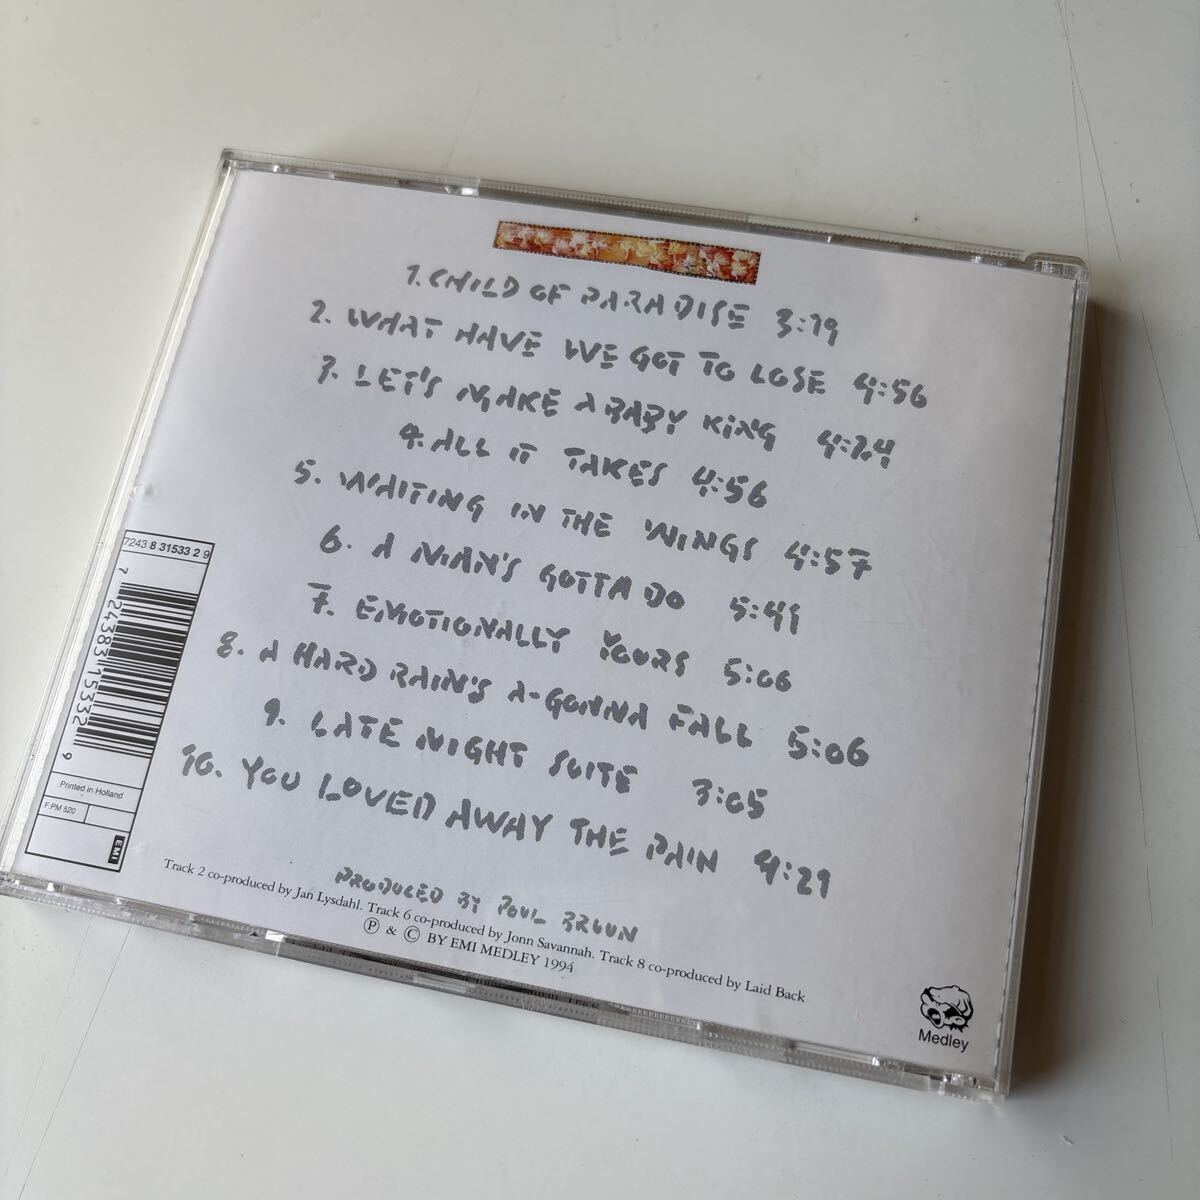 1. CHILD OF PARADISE 3:19
2. WHAT HAVE WE GOT TO LOSE 4:56
3. LET'S MAKE A BABY KING 4:24
4. ALL IT TAKES 4:56
5. WAITING IN THE WINGS 4:57
6. A MAN'S GOTTA DO 5:41
7. EMOTIONALLY YOURS 5:06
8. A HARD RAIN'S A-GONNA FALL 5:06
9. LATE NIGHT SUITE 3:05
10. YOU LOVED AWAY THE PAIN 4:29
PRODUCED BY POUL BRUUN
Track 2 co-produced by Jan Lysdahl. Track 6 co-produced by Jonn Savannah. Track 8 co-produced by Laid Back
Ⓟ & © BY EMI MEDLEY 1994
7243 8 31533 2 9
7 24383 15332 9
Printed in Holland
F:PM 520
EMI
Medley